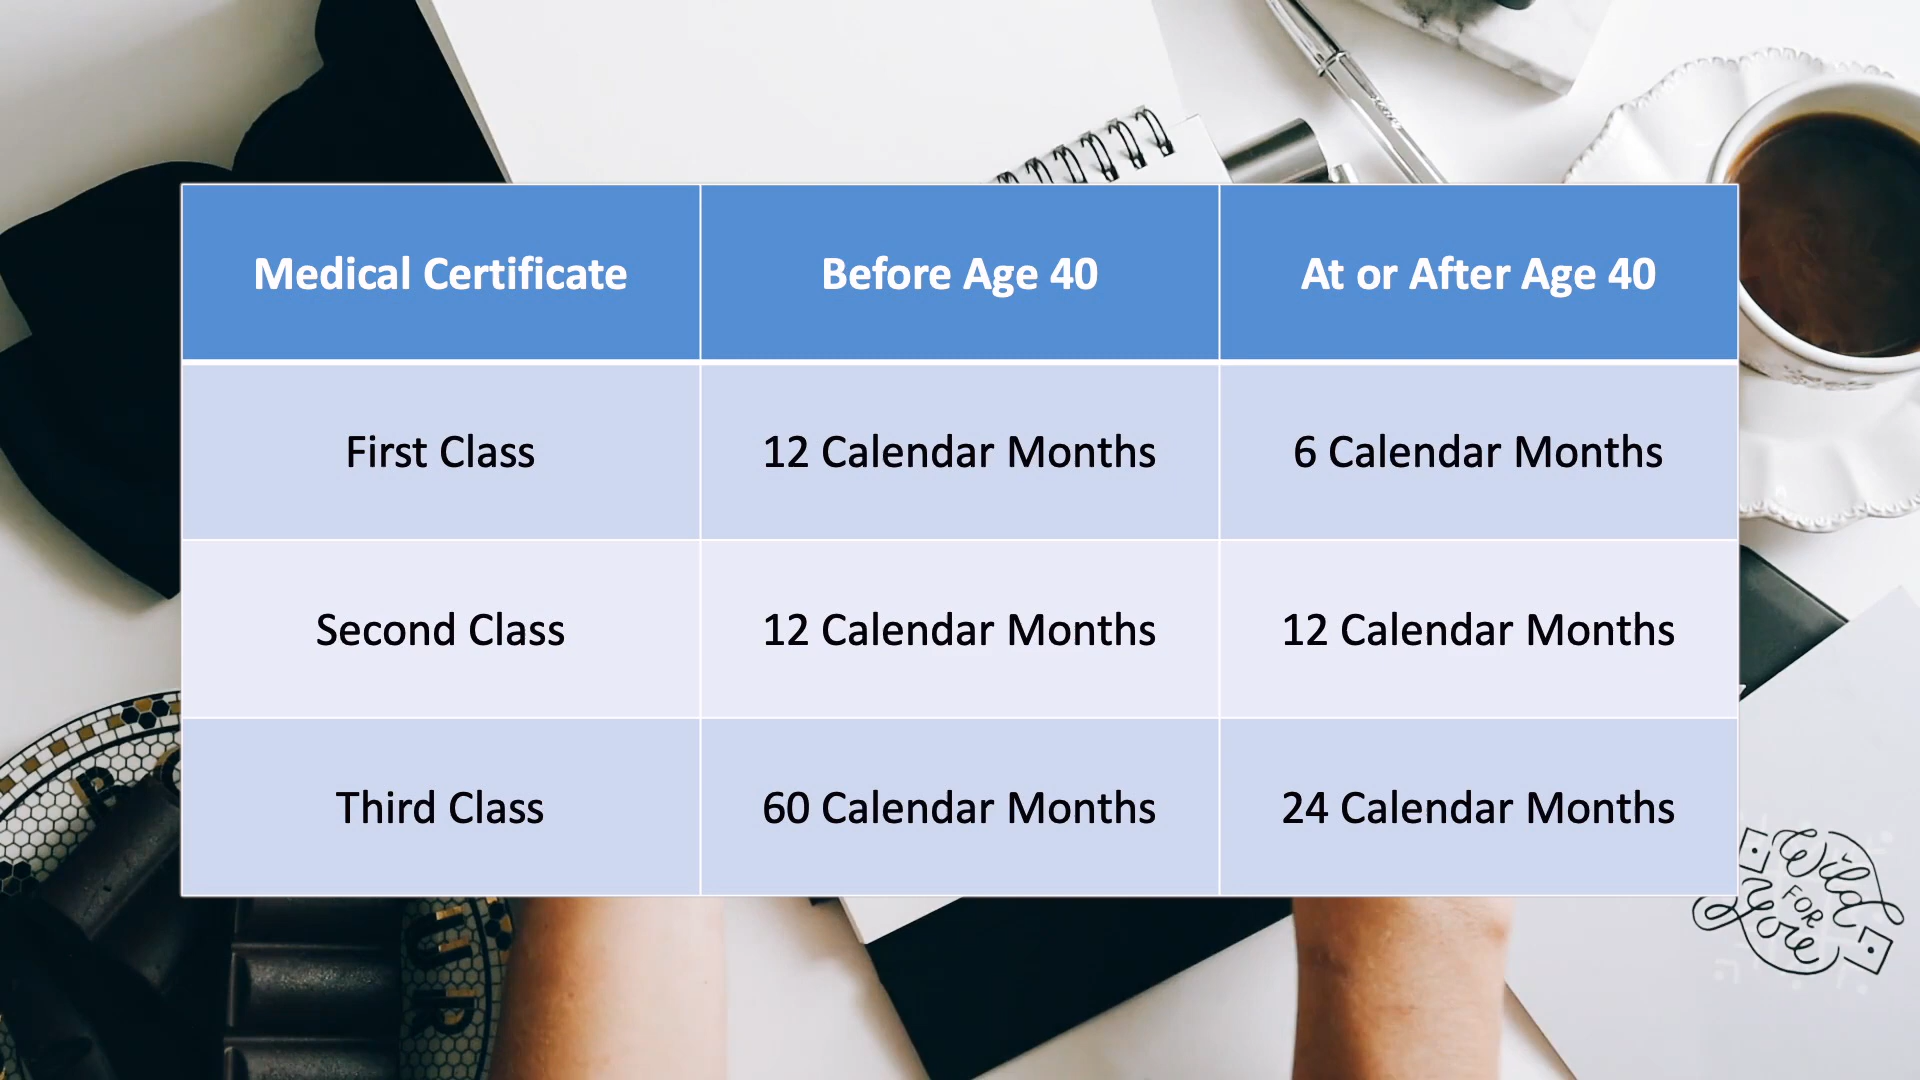 Medical Certificate Before Age 40 At or After Age 40
First Class 12 Calendar Months 6 Calendar Months
Second Class 12 Calendar Months 12 Calendar Months
Third Class 60 Calendar Months 24 Calendar Months
Wild
FOR
You